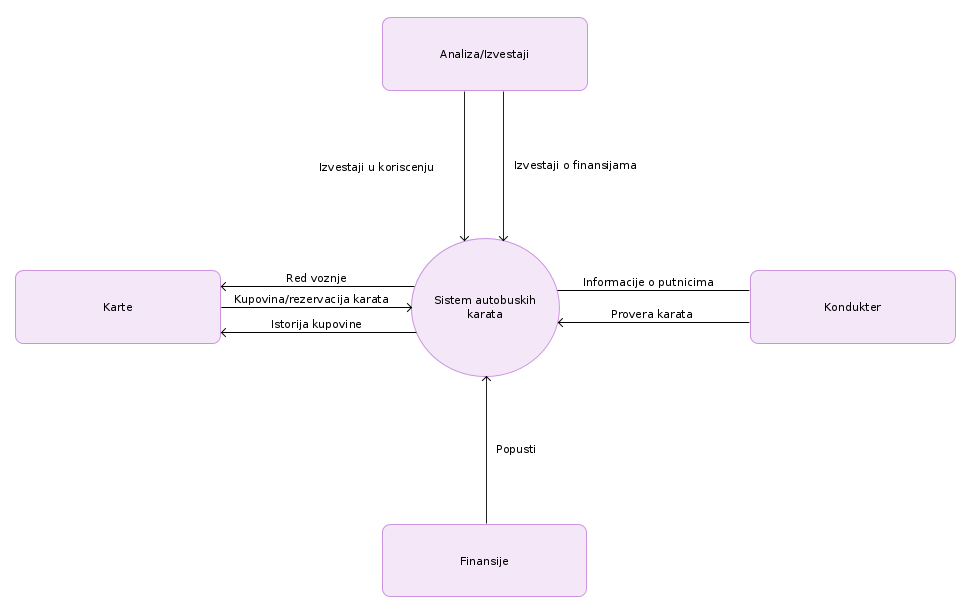 Analiza/Izvestaji
Izvestaji u koriscenju
Izvestaji o finansijama
Red voznje
Kupovina/rezervacija karata
Istorija kupovine
Karte
Sistem autobuskih
karata
Informacije o putnicima
Provera karata
Kondukter
Popusti
Finansije